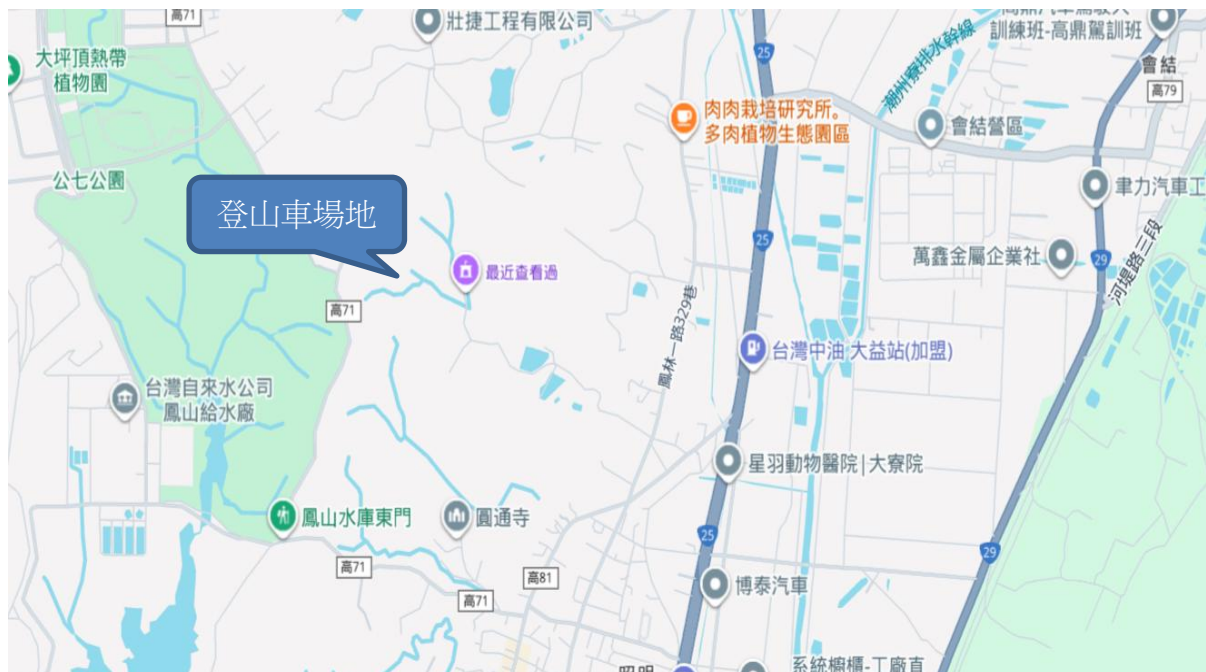 高71
壯捷工程有限公司
25
訓練班-高鼎駕訓班
大坪頂熱帶
植物園
潮州寮排水幹線
會結
高79
肉肉栽培研究所。
多肉植物生態園區
會結營區
公七公園
聿力汽車工
登山車場地
河堤路三段
25
萬鑫金屬企業社
29
最近查看過
高71
鳳林一路329巷
台灣中油 大益站(加盟)
台灣自來水公司
鳳山給水廠
星羽動物醫院|大寮院
鳳山水庫東門
圓通寺
25
29
高71
高81
博泰汽車
高71
系統櫥櫃-工廠直